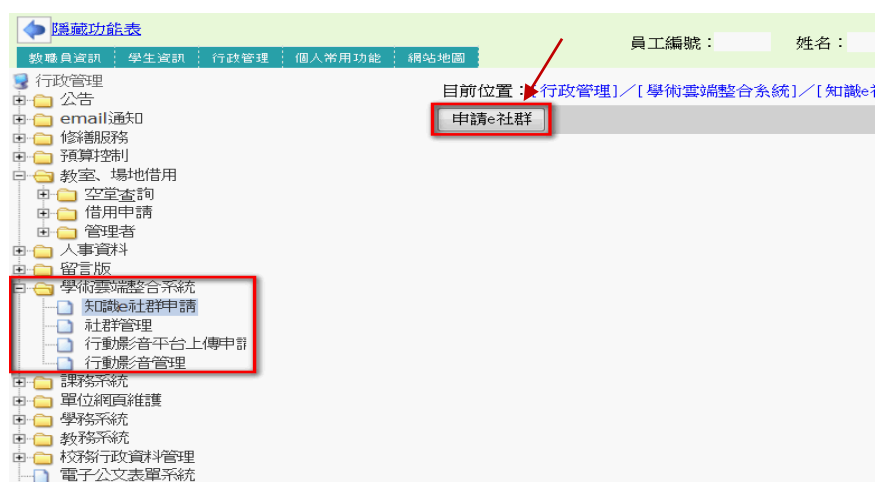 隱藏功能表
員工編號： 姓名：
教職員資訊 學生資訊 行政管理 個人常用功能 網站地圖
行政管理
目前位置：[行政管理]／[學術雲端整合系統]／[知識e
申請e社群
公告
email通知
修繕服務
預算控制
教室、場地借用
空堂查詢
借用申請
管理者
人事資料
留言版
學術雲端整合系統
知識e社群申請
社群管理
行動影音平台上傳申請
行動影音管理
課務系統
單位網頁維護
學務系統
教務系統
校務行政資料管理
電子公文表單系統